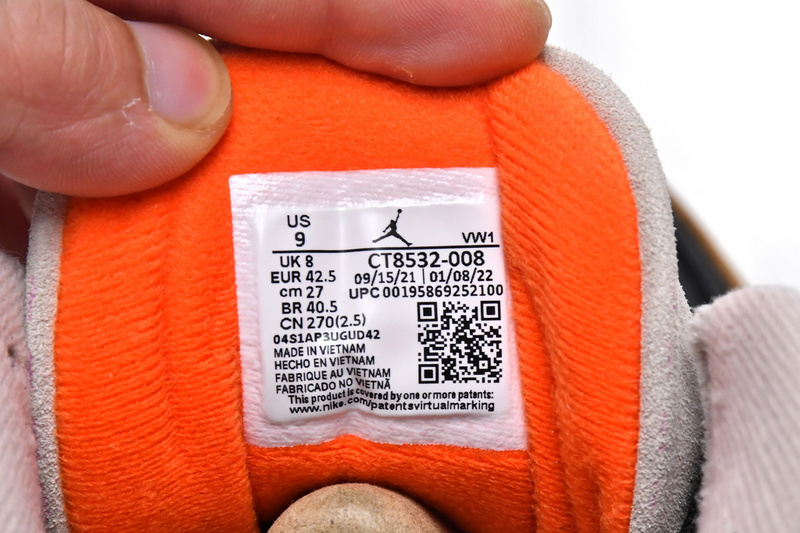 US
9
VW1
UK 8 CT8532-008
EUR 42.5 09/15/21 01/08/22
cm 27 UPC 00195869252100
BR 40.5
CN 270(2.5)
04S1AP3UGUD42
MADE IN VIETNAM
HECHO EN VIETNAM
FABRIQUE AU VIETNAM
FABRICADO NO VIETNÃ
This product is covered by one or more patents:
www.nike.com/patentsvirtualmarking